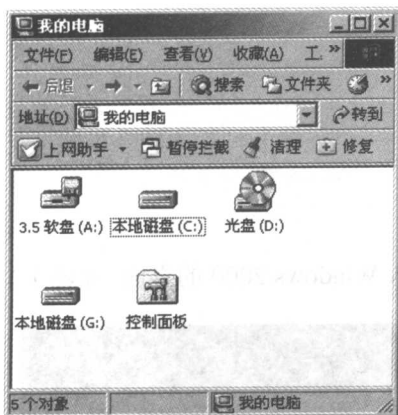 我的电脑
文件(F) 编辑(E) 查看(V) 收藏(A) 工. »
后退 搜索 文件夹 »
地址(D) 我的电脑 转到
上网助手 暂停拦截 清理 修复
3.5 软盘 (A:) 本地磁盘 (C:) 光盘 (D:)
本地磁盘 (G:) 控制面板
5 个对象 我的电脑